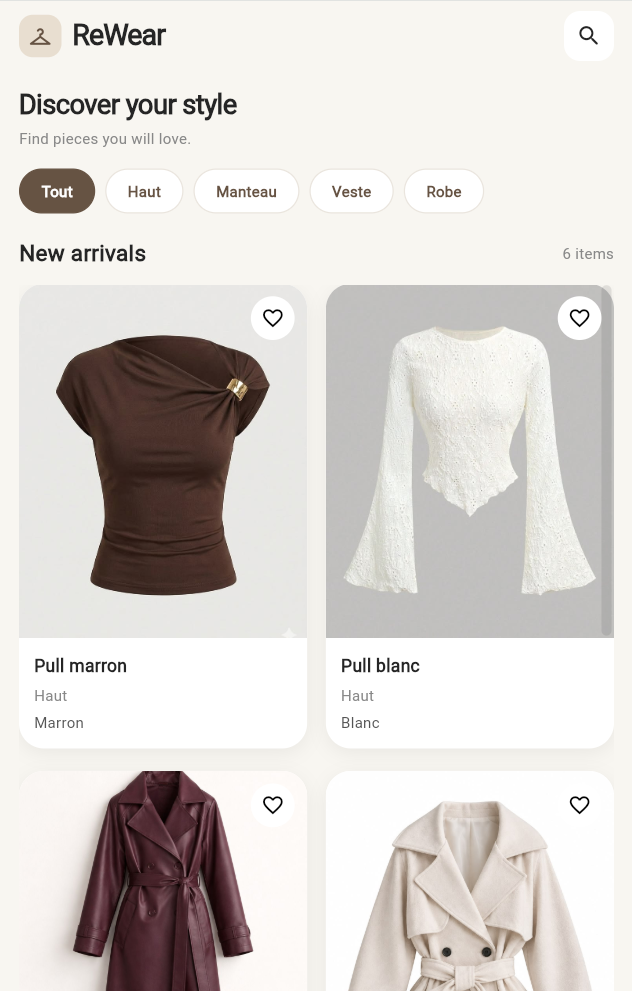 ReWear
Discover your style
Find pieces you will love.
Tout Haut Manteau Veste Robe
New arrivals 6 items
Pull marron
Haut
Marron
Pull blanc
Haut
Blanc